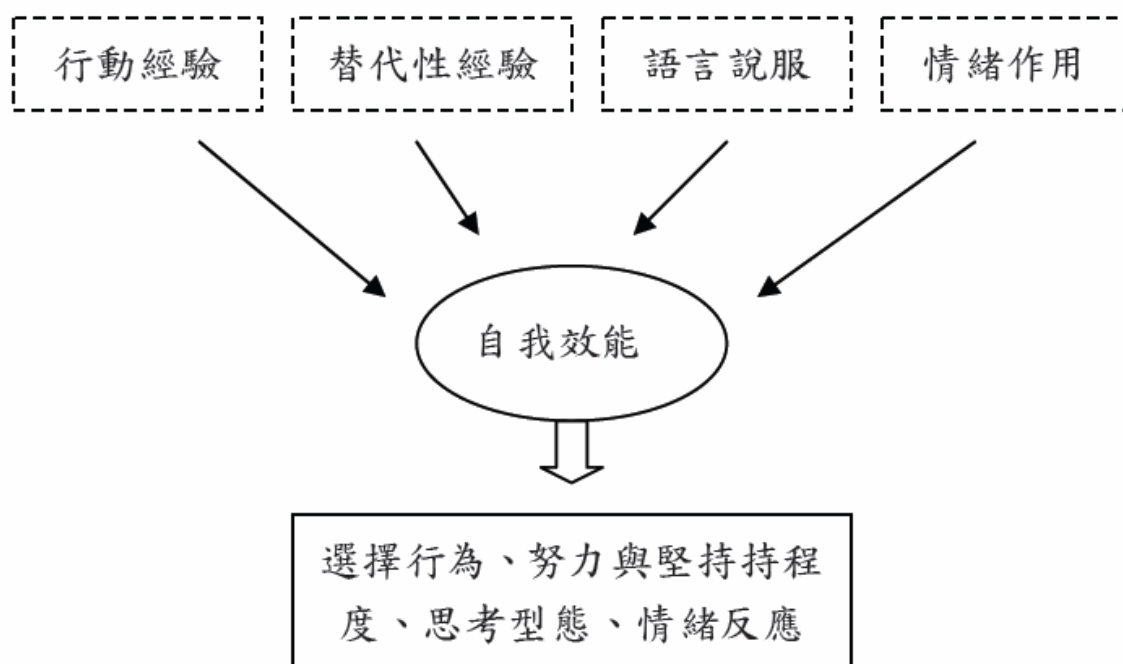 行動經驗
替代性經驗
語言說服
情緒作用
自我效能
選擇行為、努力與堅持持程
度、思考型態、情緒反應